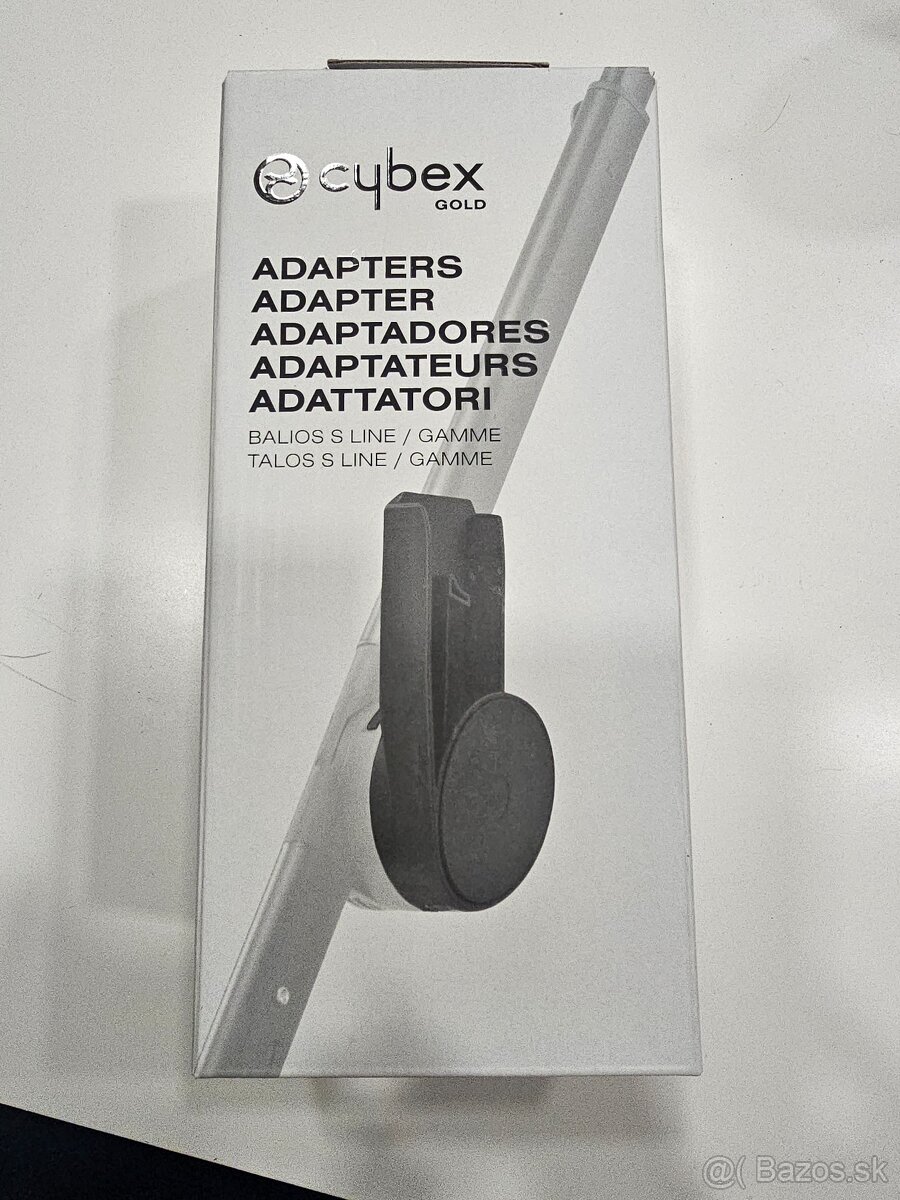 cybex
GOLD
ADAPTERS
ADAPTER
ADAPTADORES
ADAPTATEURS
ADATTATORI
BALIOS S LINE / GAMME
TALOS S LINE / GAMME
@( Bazos.sk